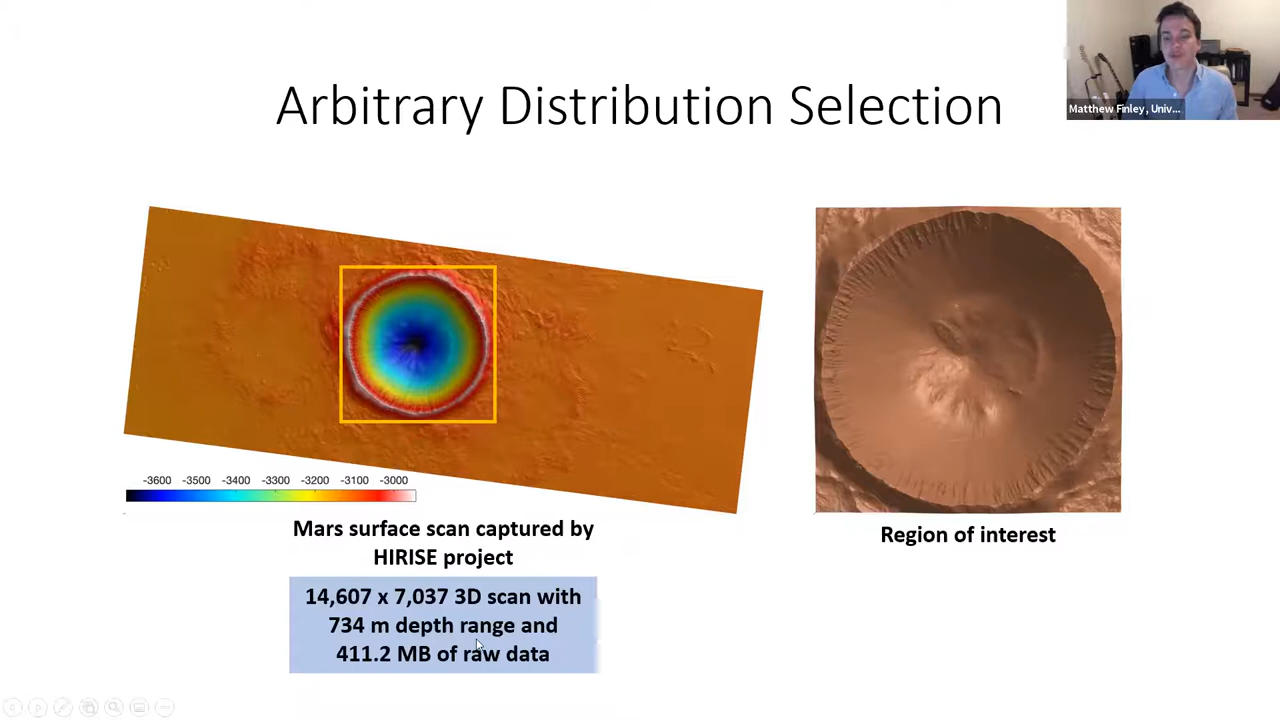 Matthew Finley, Univ...
Arbitrary Distribution Selection
-3600 -3500 -3400 -3300 -3200 -3100 -3000
Mars surface scan captured by
HIRISE project
14,607 x 7,037 3D scan with
734 m depth range and
411.2 MB of raw data
Region of interest